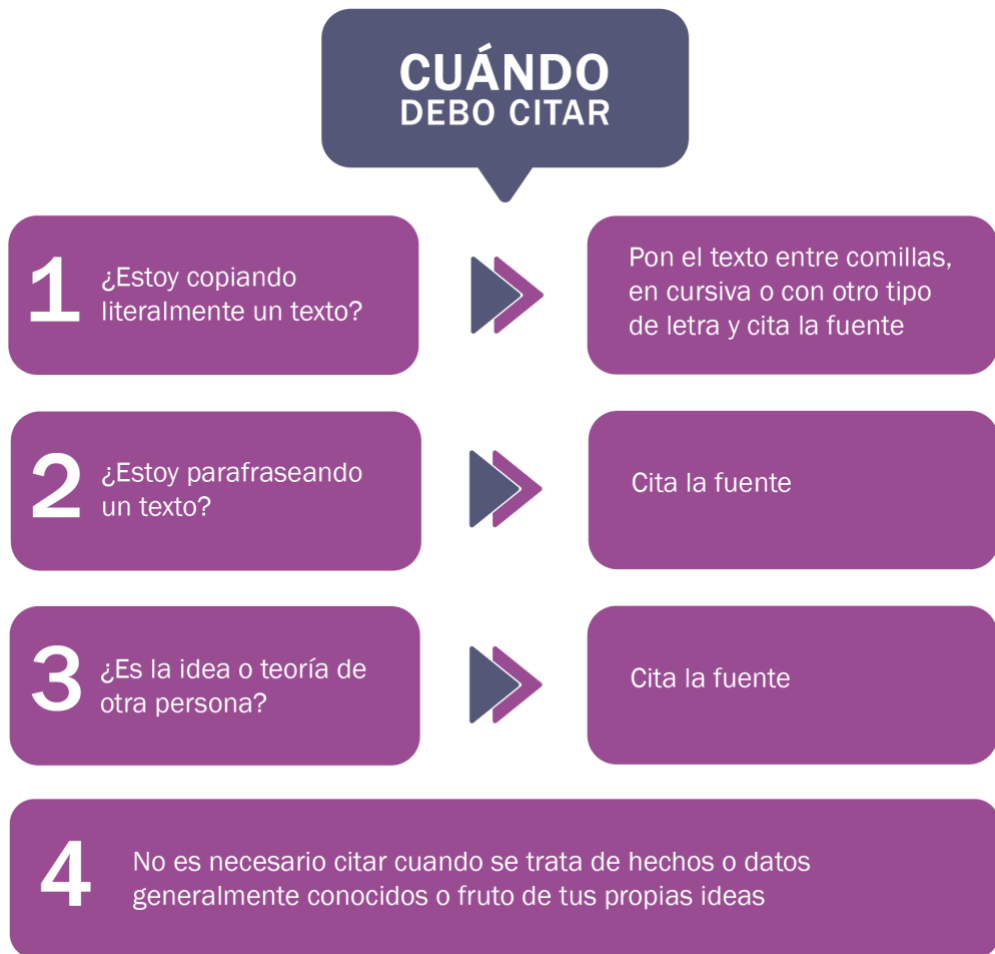 CUÁNDO
DEBO CITAR
1
¿Estoy copiando
literalmente un texto?
Pon el texto entre comillas,
en cursiva o con otro tipo
de letra y cita la fuente
2
¿Estoy parafraseando
un texto?
Cita la fuente
3
¿Es la idea o teoría de
otra persona?
Cita la fuente
4
No es necesario citar cuando se trata de hechos o datos
generalmente conocidos o fruto de tus propias ideas